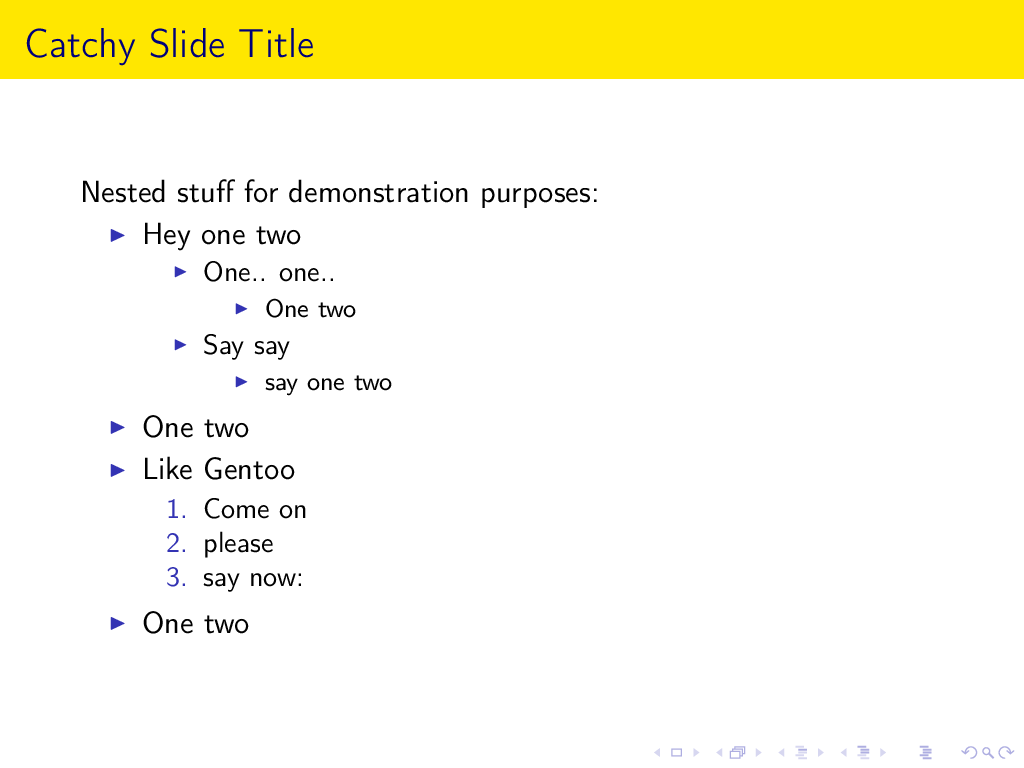 Catchy Slide Title
Nested stuff for demonstration purposes:
Hey one two
One.. one..
One two
Say say
say one two
One two
Like Gentoo
1. Come on
2. please
3. say now:
One two